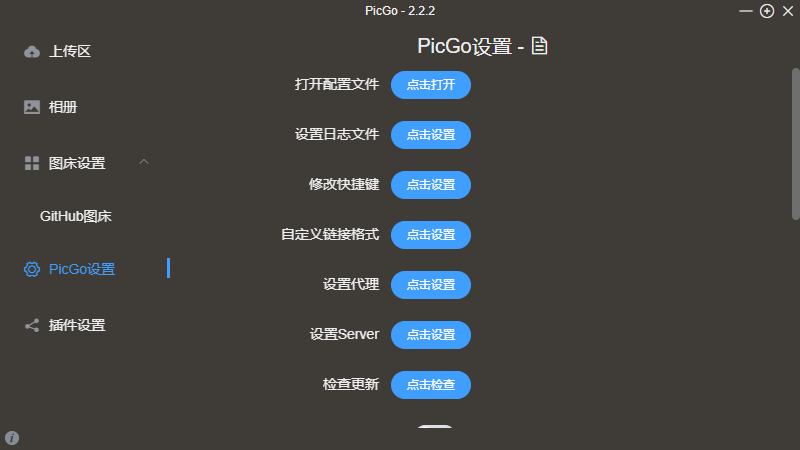 PicGo - 2.2.2
上传区
相册
图床设置
GitHub图床
PicGo设置
插件设置
PicGo设置 -
打开配置文件 点击打开
设置日志文件 点击设置
修改快捷键 点击设置
自定义链接格式 点击设置
设置代理 点击设置
设置Server 点击设置
检查更新 点击检查